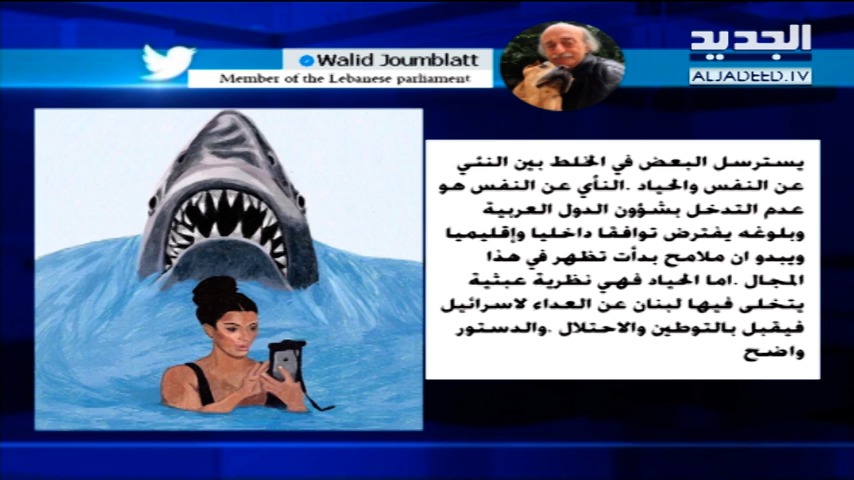 Walid Joumblatt
Member of the Lebanese parliament
الجديد
ALJADEED.TV
يسترسل البعض في الخلط بين النئي
عن النفس والحياد .النأي عن النفس هو
عدم التدخل بشؤون الدول العربية
وبلوغه يفترض توافقا داخليا وإقليميا
ويبدو ان ملامح بدأت تظهر في هذا
المجال .اما الحياد فهي نظرية عبثية
يتخلى فيها لبنان عن العداء لاسرائيل
فيقبل بالتوطين والاحتلال .والدستور
واضح